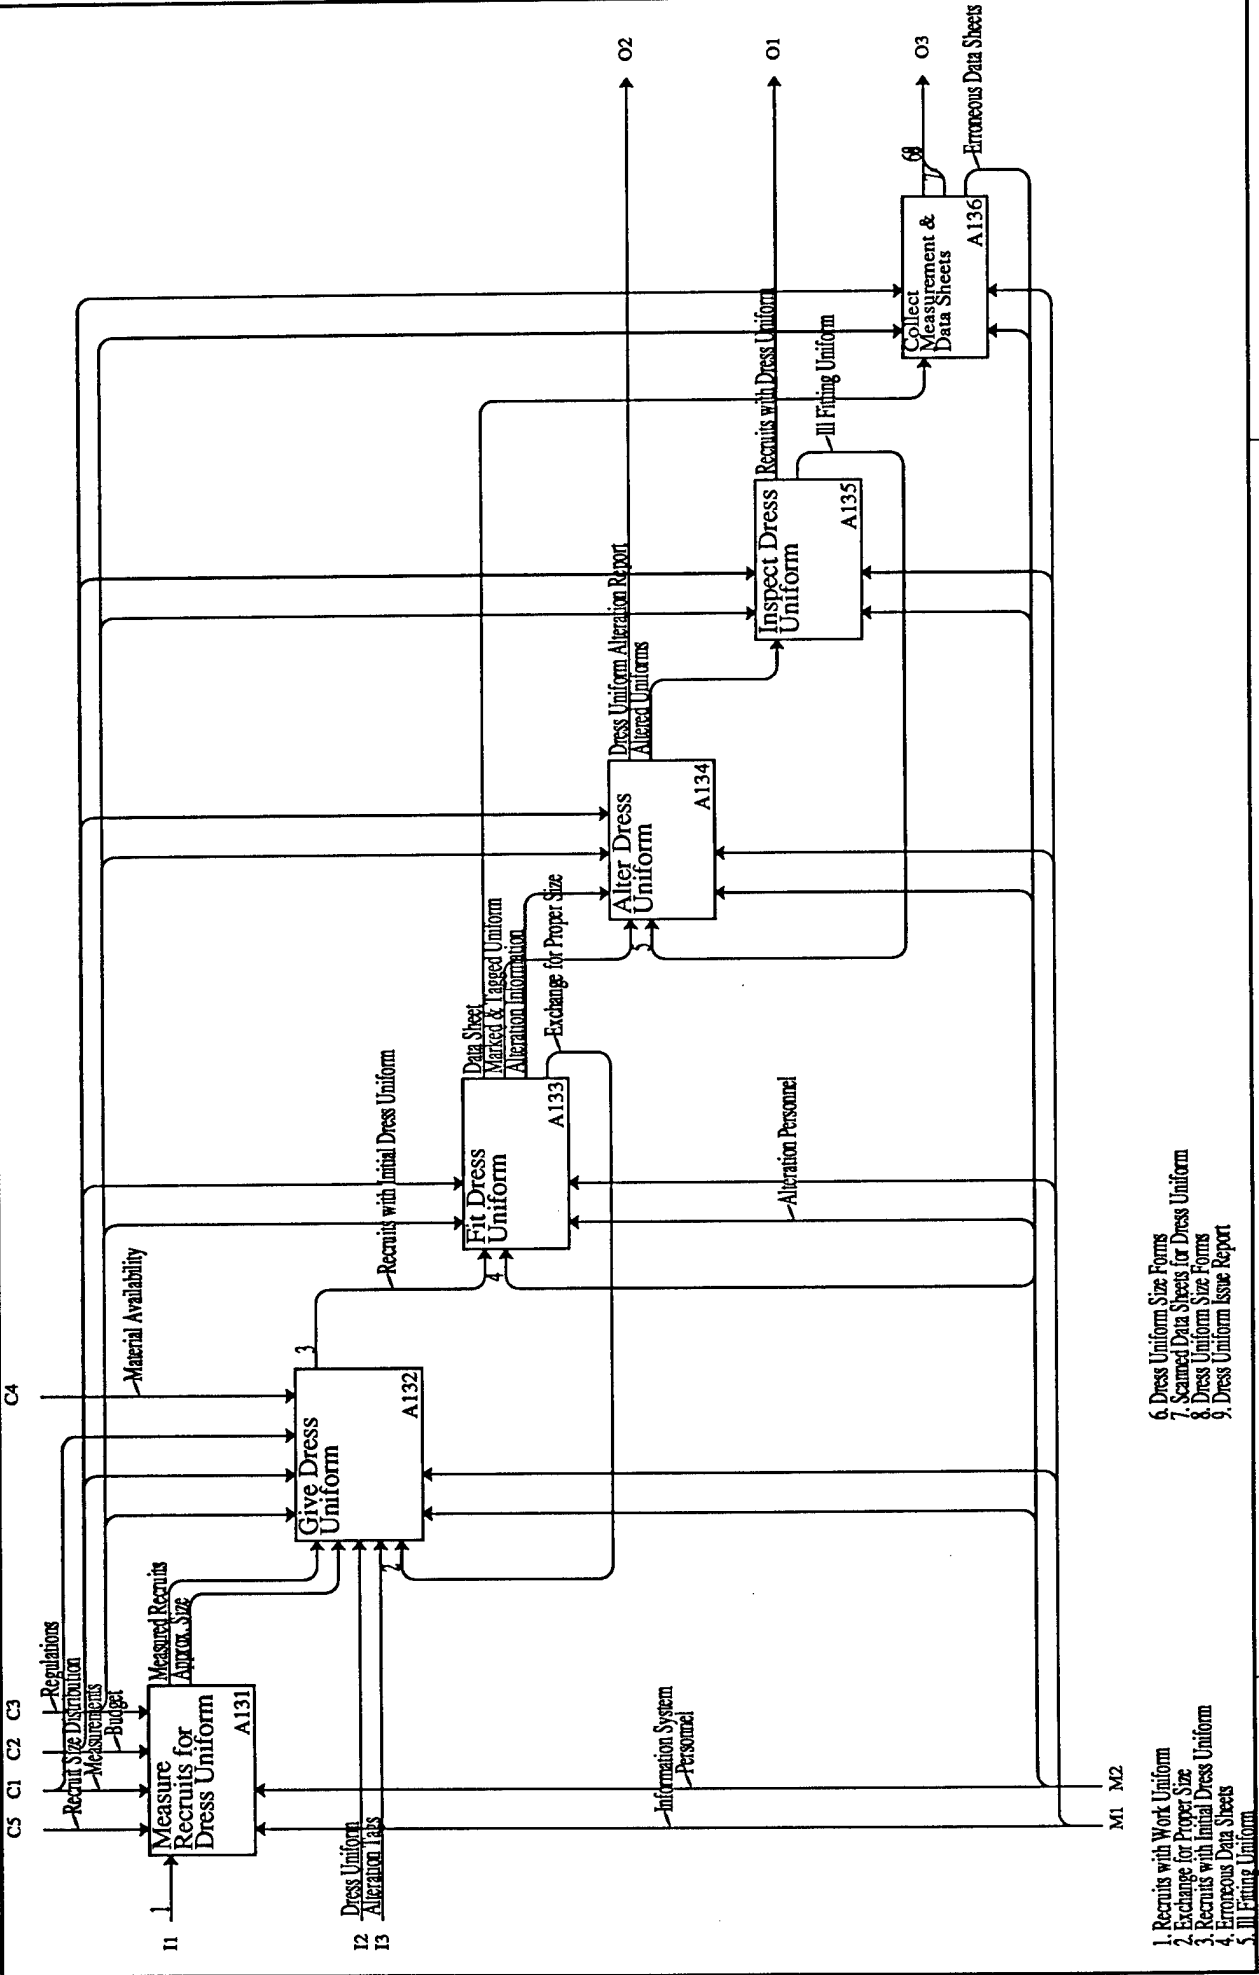 C5
C1
C2
C3
C4
Regulations
Recruit Size Distribution
Measurements
Budget
Material Availability
I1
1
Measure
Recruits for
Dress Uniform
A131
Measured Recruits
Approx. Size
I2
Dress Uniform
I3
Alteration Tags
2
Give Dress
Uniform
A132
3
Recruits with Initial Dress Uniform
4
Fit Dress
Uniform
A133
Data Sheet
Marked & Tagged Uniform
Alteration Information
Exchange for Proper Size
5
Alter Dress
Uniform
A134
Dress Uniform Alteration Report
O2
Altered Uniforms
Inspect Dress
Uniform
A135
Recruits with Dress Uniform
O1
Ill Fitting Uniform
Collect
Measurement &
Data Sheets
A136
7
O3
Erroneous Data Sheets
Alteration Personnel
Information System
Personnel
M1
M2
1. Recruits with Work Uniform
2. Exchange for Proper Size
3. Recruits with Initial Dress Uniform
4. Erroneous Data Sheets
5. Ill Fitting Uniform
6. Dress Uniform Size Forms
7. Scanned Data Sheets for Dress Uniform
8. Dress Uniform Size Forms
9. Dress Uniform Issue Report